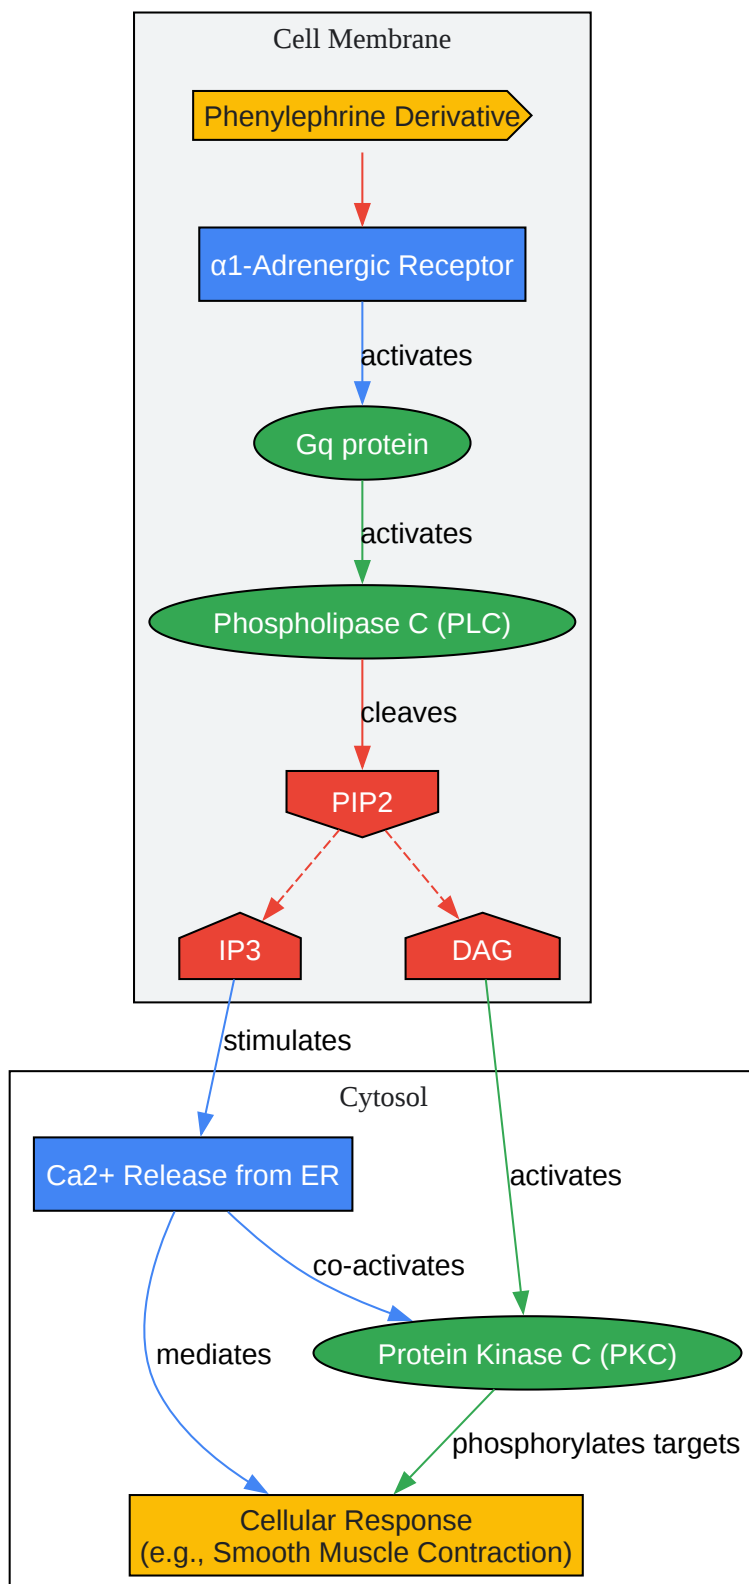 Cell Membrane
Phenylephrine Derivative
α1-Adrenergic Receptor
activates
Gq protein
activates
Phospholipase C (PLC)
cleaves
PIP2
IP3
DAG
stimulates
Cytosol
Ca2+ Release from ER
activates
co-activates
mediates
Protein Kinase C (PKC)
phosphorylates targets
Cellular Response
(e.g., Smooth Muscle Contraction)